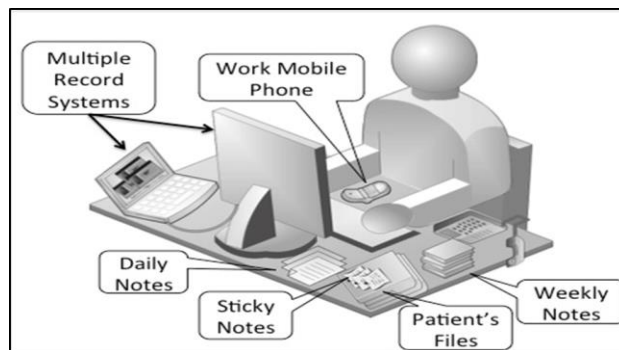 Multiple
Record
Systems
Work Mobile
Phone
Daily
Notes
Sticky
Notes
Patient's
Files
Weekly
Notes